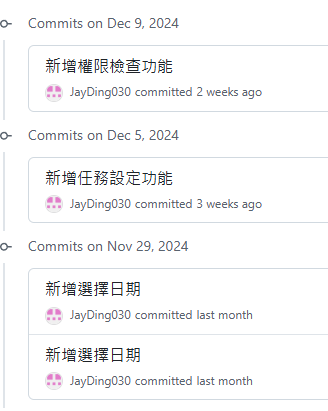 Commits on Dec 9, 2024
新增權限檢查功能
JayDing030 committed 2 weeks ago
Commits on Dec 5, 2024
新增任務設定功能
JayDing030 committed 3 weeks ago
Commits on Nov 29, 2024
新增選擇日期
JayDing030 committed last month
新增選擇日期
JayDing030 committed last month